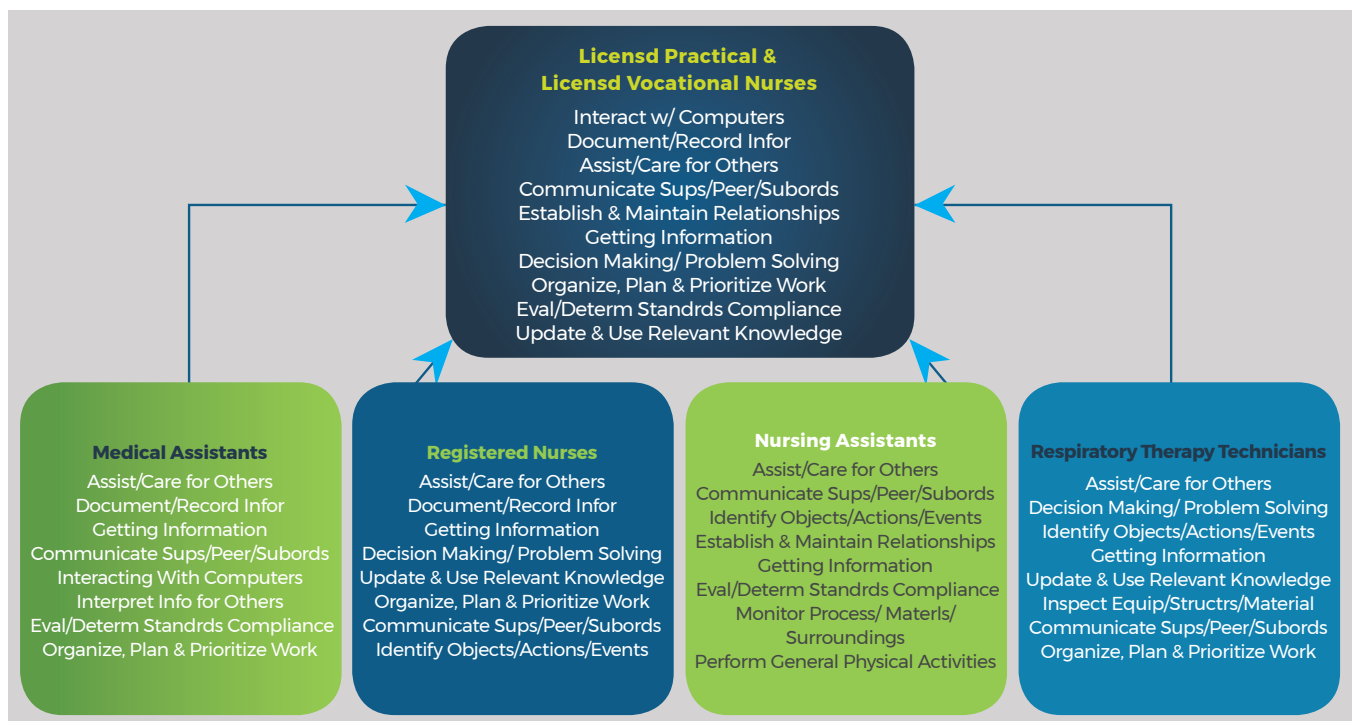 Licensd Practical &
Licensd Vocational Nurses
Interact w/ Computers
Document/Record Infor
Assist/Care for Others
Communicate Sups/Peer/Subords
Establish & Maintain Relationships
Getting Information
Decision Making/ Problem Solving
Organize, Plan & Prioritize Work
Eval/Determ Standrds Compliance
Update & Use Relevant Knowledge
Medical Assistants
Assist/Care for Others
Document/Record Infor
Getting Information
Communicate Sups/Peer/Subords
Interacting With Computers
Interpret Info for Others
Eval/Determ Standrds Compliance
Organize, Plan & Prioritize Work
Registered Nurses
Assist/Care for Others
Document/Record Infor
Getting Information
Decision Making/ Problem Solving
Update & Use Relevant Knowledge
Organize, Plan & Prioritize Work
Communicate Sups/Peer/Subords
Identify Objects/Actions/Events
Nursing Assistants
Assist/Care for Others
Communicate Sups/Peer/Subords
Identify Objects/Actions/Events
Establish & Maintain Relationships
Getting Information
Eval/Determ Standrds Compliance
Monitor Process/ Materls/
Surroundings
Perform General Physical Activities
Respiratory Therapy Technicians
Assist/Care for Others
Decision Making/ Problem Solving
Identify Objects/Actions/Events
Getting Information
Update & Use Relevant Knowledge
Inspect Equip/Structrs/Material
Communicate Sups/Peer/Subords
Organize, Plan & Prioritize Work